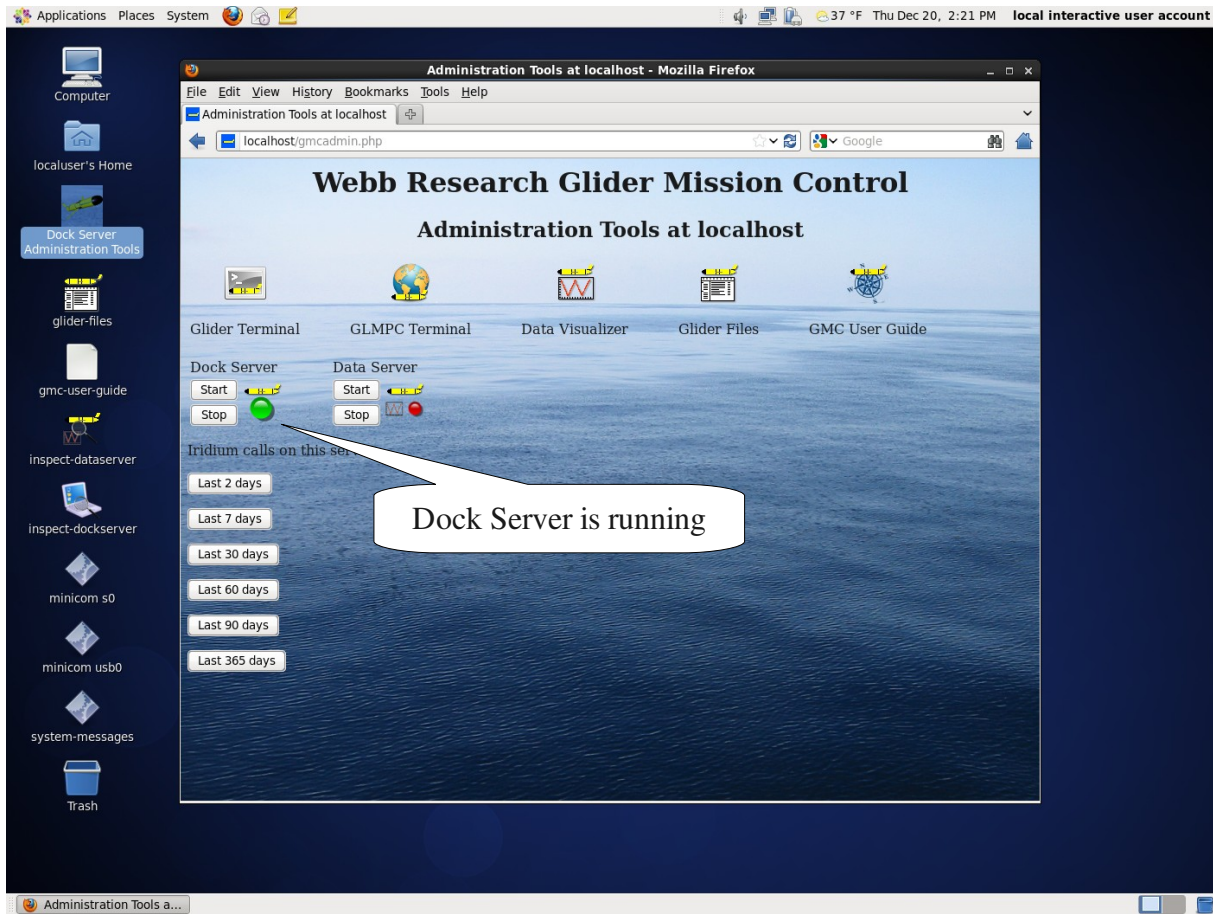 Applications Places System 37 °F Thu Dec 20, 2:21 PM local interactive user account
Computer
localuser's Home
Dock Server
Administration Tools
glider-files
gmc-user-guide
inspect-dataserver
inspect-dockserver
minicom s0
minicom usb0
system-messages
Trash
Administration Tools at localhost - Mozilla Firefox
File Edit View History Bookmarks Tools Help
Administration Tools at localhost
localhost/gmcadmin.php Google
Webb Research Glider Mission Control
Administration Tools at localhost
Glider Terminal GLMPC Terminal Data Visualizer Glider Files GMC User Guide
Dock Server Data Server
Start Start
Stop Stop
Iridium calls on this
Last 2 days
Dock Server is running
Last 7 days
Last 30 days
Last 60 days
Last 90 days
Last 365 days
Administration Tools a...